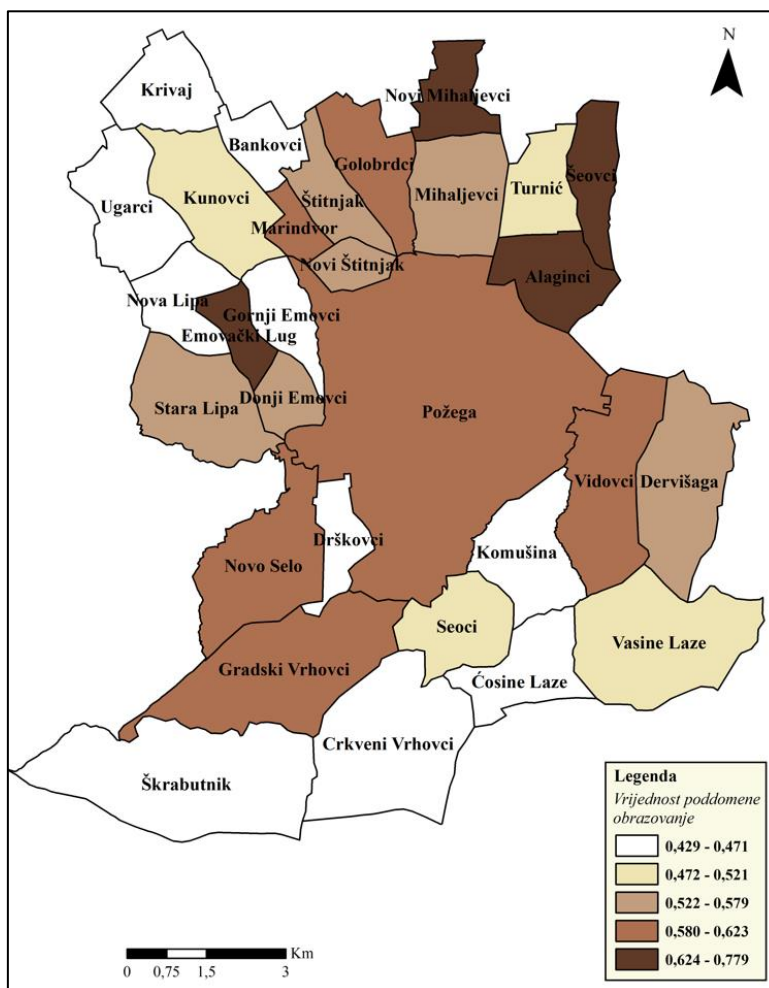 N
Krivaj
Novi Mihaljevci
Bankovci
Golobrdci
Šeovci
Ugarci
Kunovci
Štitnjak
Mihaljevci
Turnić
Marindvor
Novi Štitnjak
Alaginci
Nova Lipa
Gornji Emovci
Emovački Lug
Donji Emovci
Stara Lipa
Požega
Vidovci
Dervišaga
Drškovci
Komušina
Novo Selo
Seoci
Vasine Laze
Gradski Vrhovci
Ćosine Laze
Crkveni Vrhovci
Škrabutnik
Legenda
Vrijednost poddomene
obrazovanje
0,429 - 0,471
0,472 - 0,521
0,522 - 0,579
0,580 - 0,623
0,624 - 0,779
Km
0 0,75 1,5 3